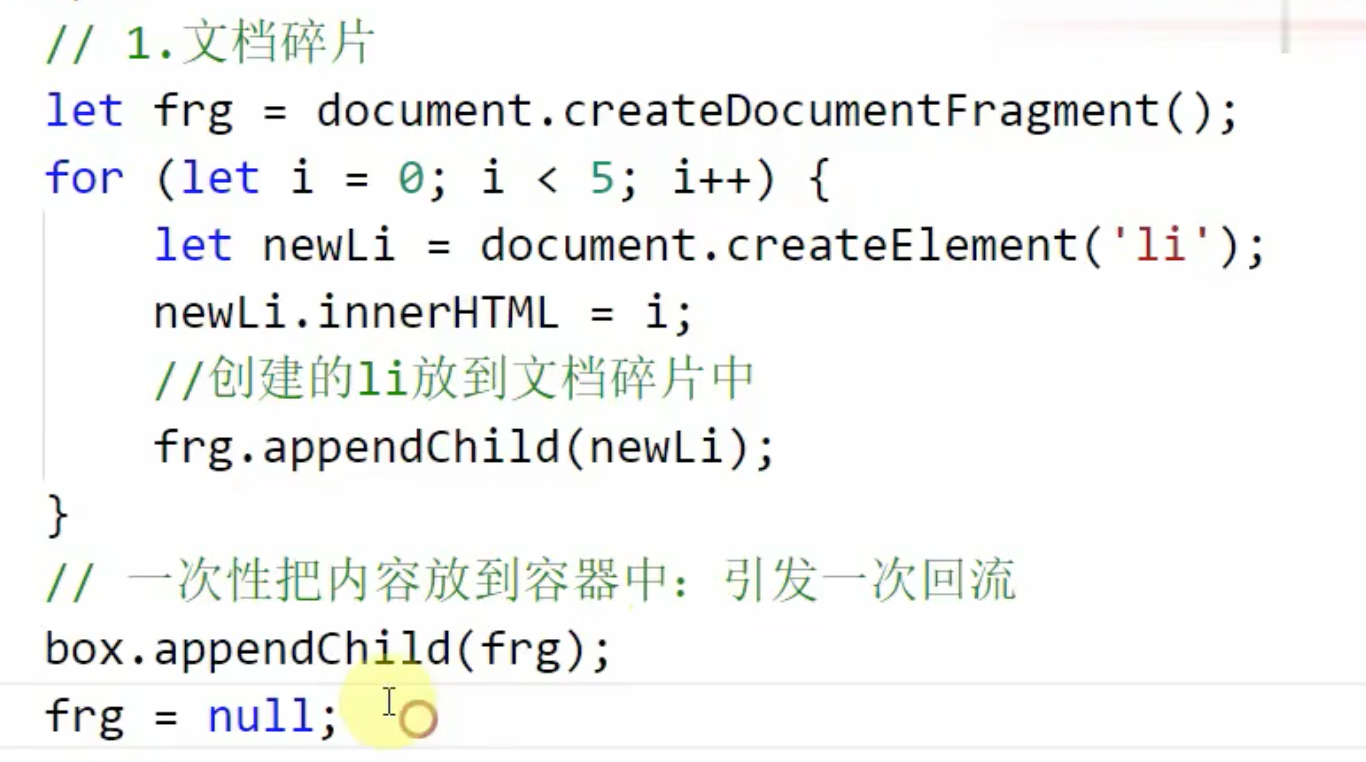 // 1.文档碎片
let frg = document.createDocumentFragment();
for (let i = 0; i < 5; i++) {
    let newLi = document.createElement('li');
    newLi.innerHTML = i;
    //创建的li放到文档碎片中
    frg.appendChild(newLi);
}
// 一次性把内容放到容器中：引发一次回流
box.appendChild(frg);
frg = null;